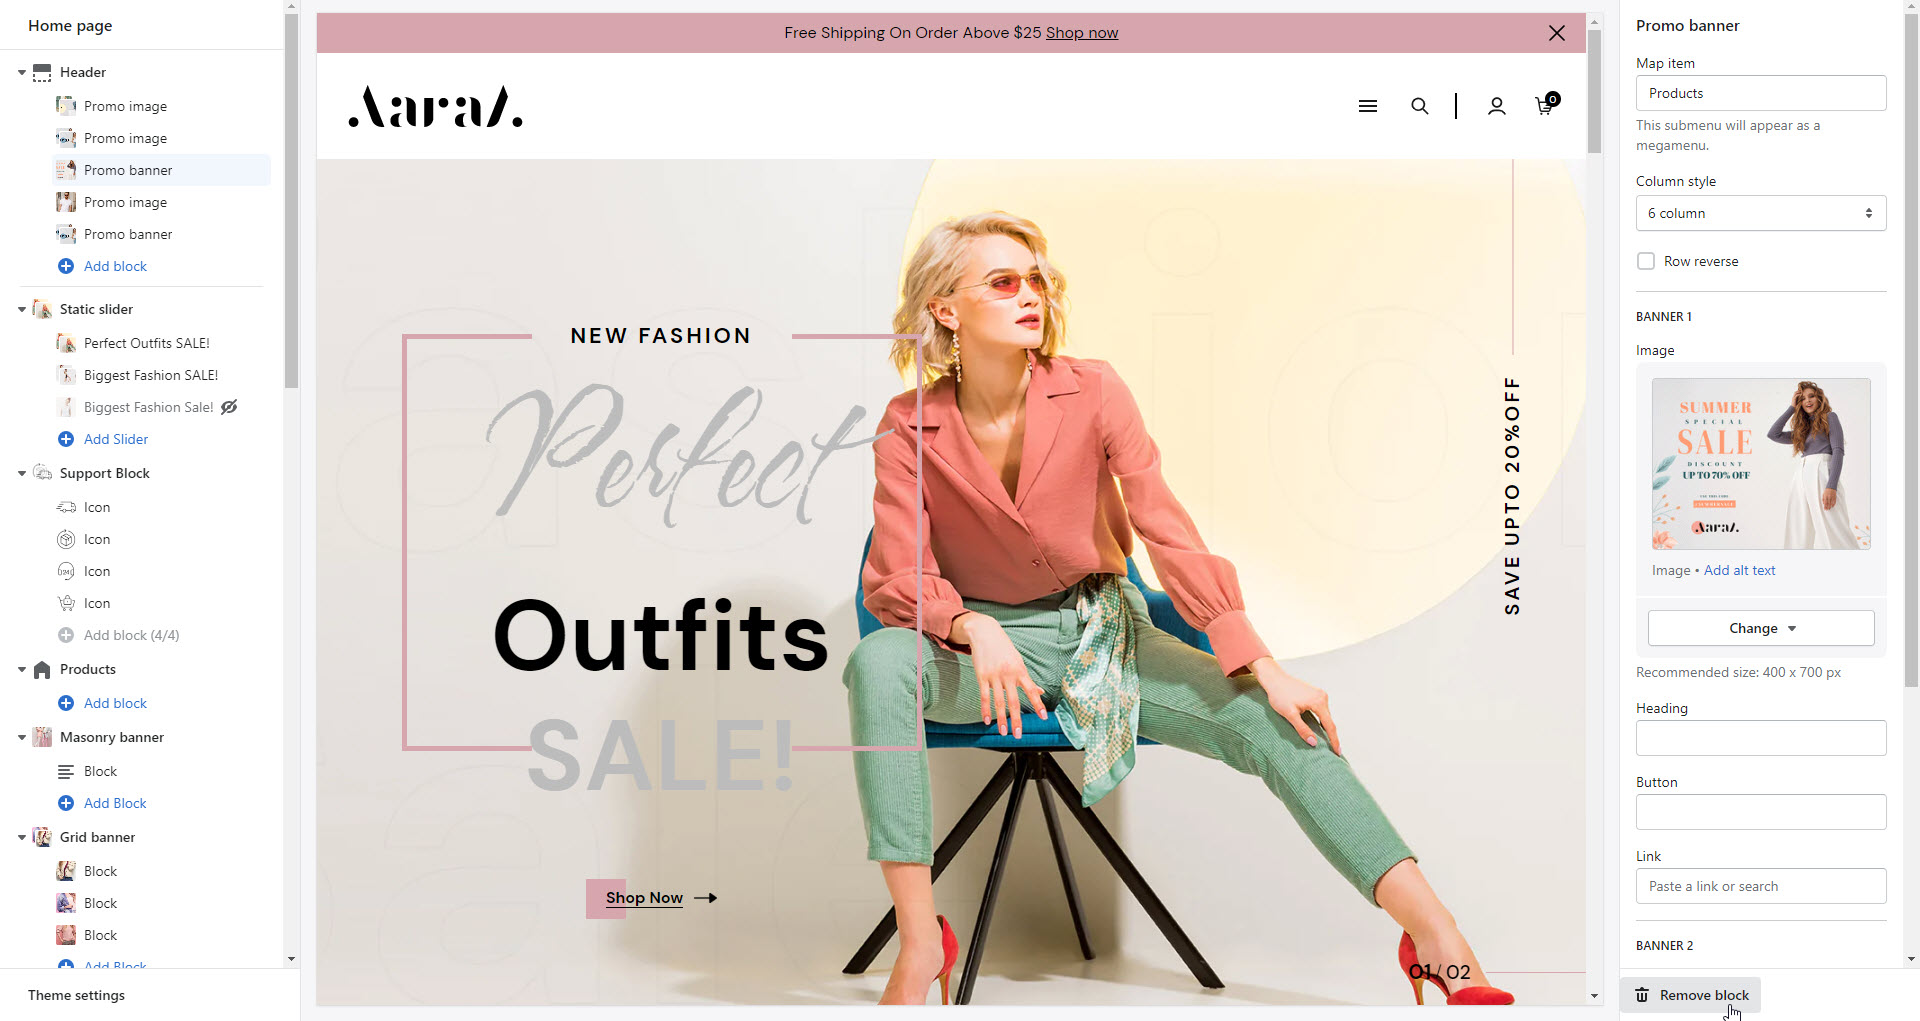 Home page
Header
Promo image
Promo image
Promo banner
Promo image
Promo banner
Add block
Static slider
Perfect Outfits SALE!
Biggest Fashion SALE!
Biggest Fashion Sale!
Add Slider
Support Block
Icon
Icon
Icon
Icon
Add block (4/4)
Products
Add block
Masonry banner
Block
Add Block
Grid banner
Block
Block
Block
Add Block
Theme settings
Free Shipping On Order Above $25 Shop now
Aaraa.
0
NEW FASHION
Perfect
Outfits
SALE!
Shop Now
SAVE UPTO 20%OFF
01 / 02
Promo banner
Map item
Products
This submenu will appear as a
megamenu.
Column style
6 column
Row reverse
BANNER 1
Image
SUMMER
SPECIAL
SALE
DISCOUNT
UP TO 70% OFF
Image • Add alt text
Change
Recommended size: 400 x 700 px
Heading
Button
Link
Paste a link or search
BANNER 2
Remove block